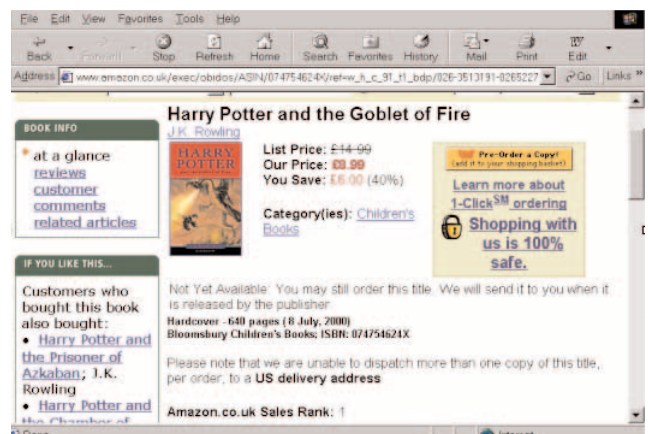 File Edit View Favorites Tools Help
Back Forward Stop Refresh Home Search Favorites History Mail Print Edit
Address www.amazon.co.uk/exec/obidos/ASIN/074754624X/ref=w_h_c_91_t1_bdp/026-3513191-0265227 Go Links »
Harry Potter and the Goblet of Fire
J.K. Rowling
BOOK INFO
at a glance
reviews
customer
comments
related articles
HARRY
POTTER
List Price: £14.99
Our Price: £8.99
You Save: £6.00 (40%)
Category(ies): Children's
Books
Pre-Order a Copy!
(add it to your shopping basket)
Learn more about
1-Click SM ordering
Shopping with
us is 100%
safe.
IF YOU LIKE THIS...
Customers who
bought this book
also bought:
• Harry Potter and
the Prisoner of
Azkaban; J.K.
Rowling
• Harry Potter and
the Chamber of
Not Yet Available: You may still order this title. We will send it to you when it
is released by the publisher
Hardcover - 640 pages ( 8 July, 2000)
Bloomsbury Children's Books; ISBN: 074754624X
Please note that we are unable to dispatch more than one copy of this title,
per order, to a US delivery address
Amazon.co.uk Sales Rank: 1